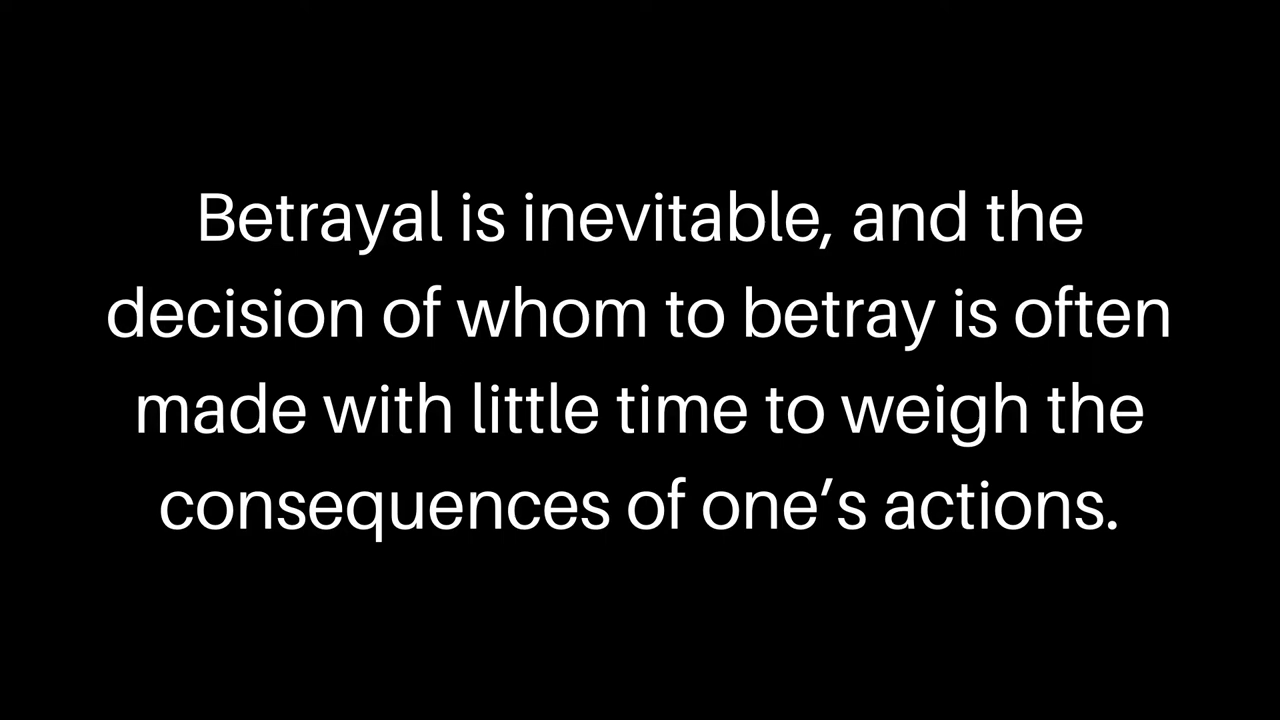 Betrayal is inevitable, and the
decision of whom to betray is often
made with little time to weigh the
consequences of one’s actions.